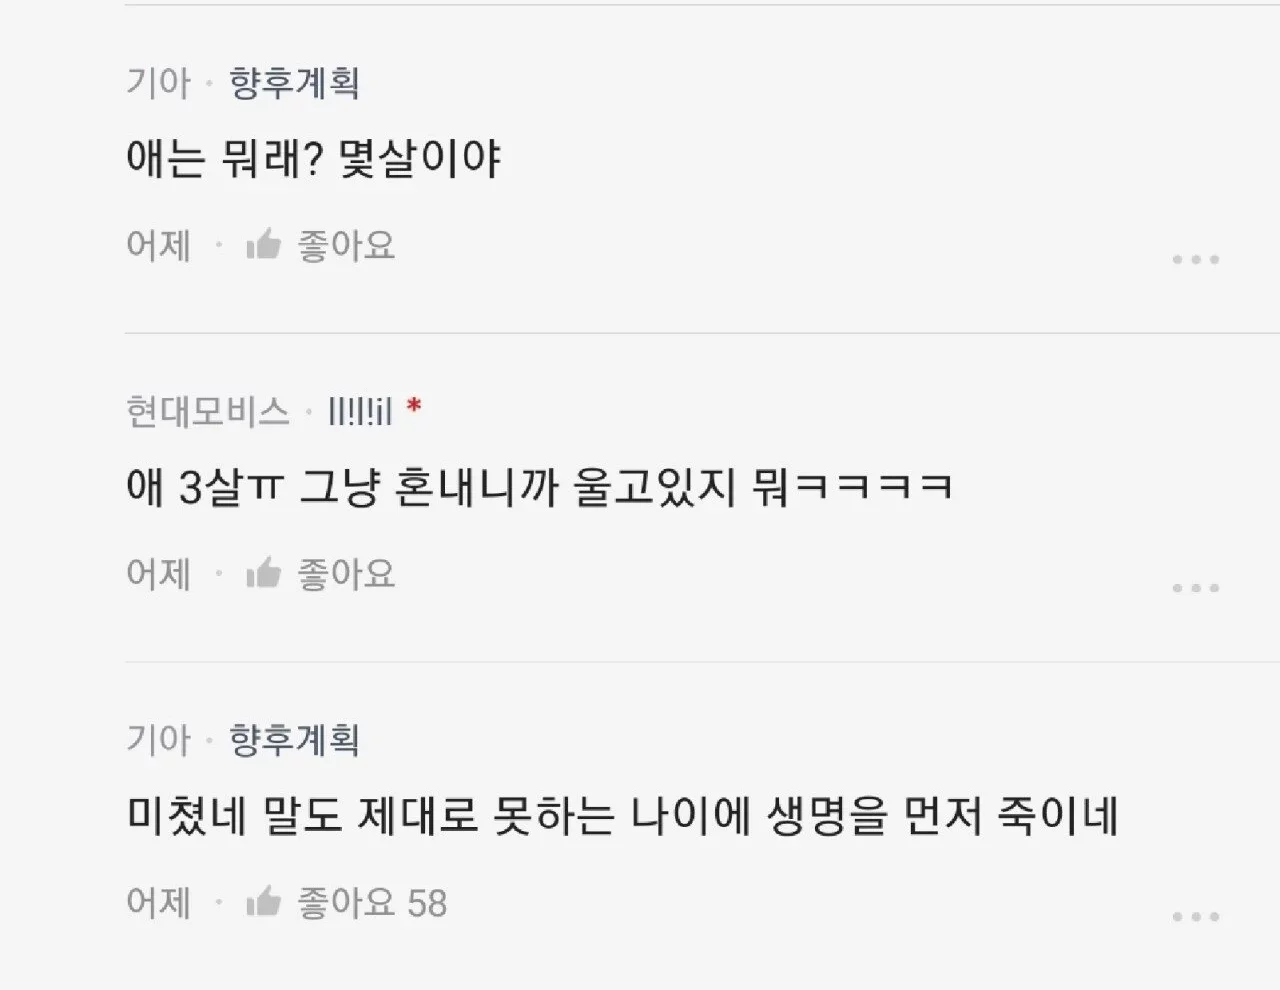 기아 · 향후계획
애는 뭐래? 몇살이야
어제 · 좋아요
현대모비스 · ll!l!il *
애 3살ㅠ 그냥 혼내니까 울고있지 뭐ㅋㅋㅋㅋ
어제 · 좋아요
기아 · 향후계획
미쳤네 말도 제대로 못하는 나이에 생명을 먼저 죽이네
어제 · 좋아요 58